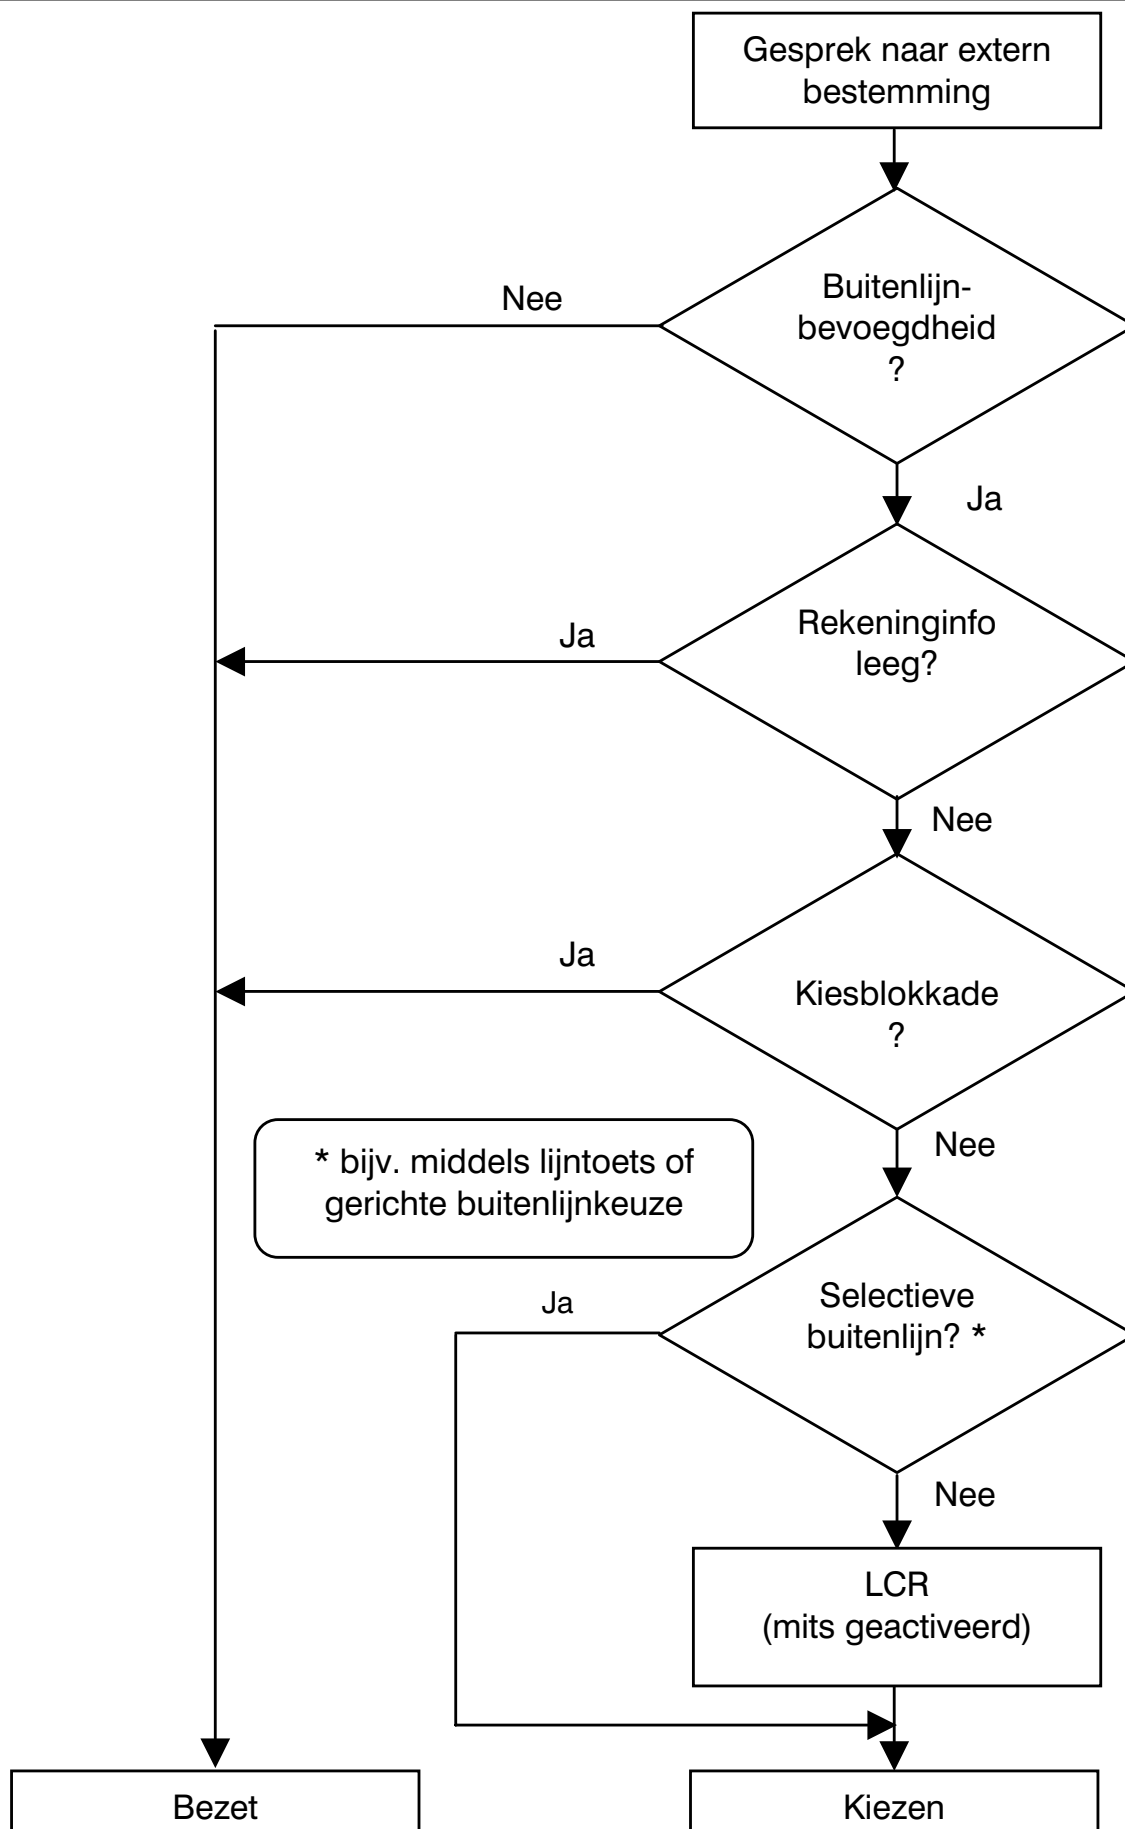 Gesprek naar extern
bestemming
Nee
Buitenlijn-
bevoegdheid
?
Ja
Ja
Rekeninginfo
leeg?
Nee
Ja
Kiesblokkade
?
Nee
* bijv. middels lijntoets of
gerichte buitenlijnkeuze
Ja
Selectieve
buitenlijn? *
Nee
LCR
(mits geactiveerd)
Bezet
Kiezen